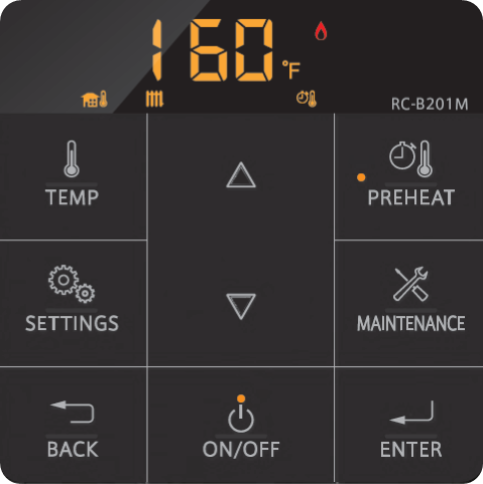 160 °F
RC-B201M
TEMP
PREHEAT
SETTINGS
MAINTENANCE
BACK
ON/OFF
ENTER